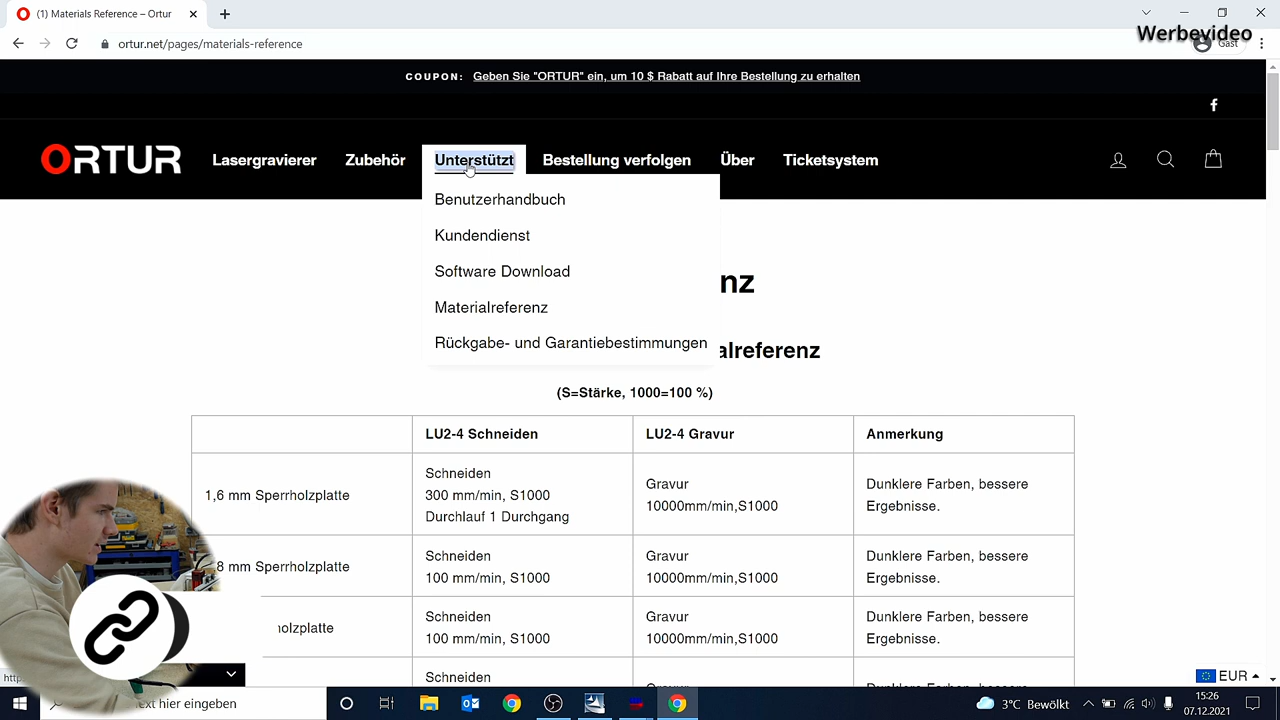 (1) Materials Reference – Ortur
ortur.net/pages/materials-reference
Werbevideo
Gast
COUPON: Geben Sie "ORTUR" ein, um 10 $ Rabatt auf Ihre Bestellung zu erhalten
ORTUR Lasergravierer Zubehör Unterstützt Bestellung verfolgen Über Ticketsystem
Benutzerhandbuch
Kundendienst
Software Download
Materialreferenz
Rückgabe- und Garantiebestimmungen
nz
alreferenz
(S=Stärke, 1000=100 %)
LU2-4 Schneiden LU2-4 Gravur Anmerkung
1,6 mm Sperrholzplatte
Schneiden
300 mm/min, S1000
Durchlauf 1 Durchgang
Gravur
10000mm/min,S1000
Dunklere Farben, bessere
Ergebnisse.
8 mm Sperrholzplatte
Schneiden
100 mm/min, S1000
Gravur
10000mm/min,S1000
Dunklere Farben, bessere
Ergebnisse.
holzplatte
Schneiden
100 mm/min, S1000
Gravur
10000mm/min,S1000
Dunklere Farben, bessere
Ergebnisse.
Schneiden
EUR
ext hier eingeben
3°C Bewölkt
15:26
07.12.2021